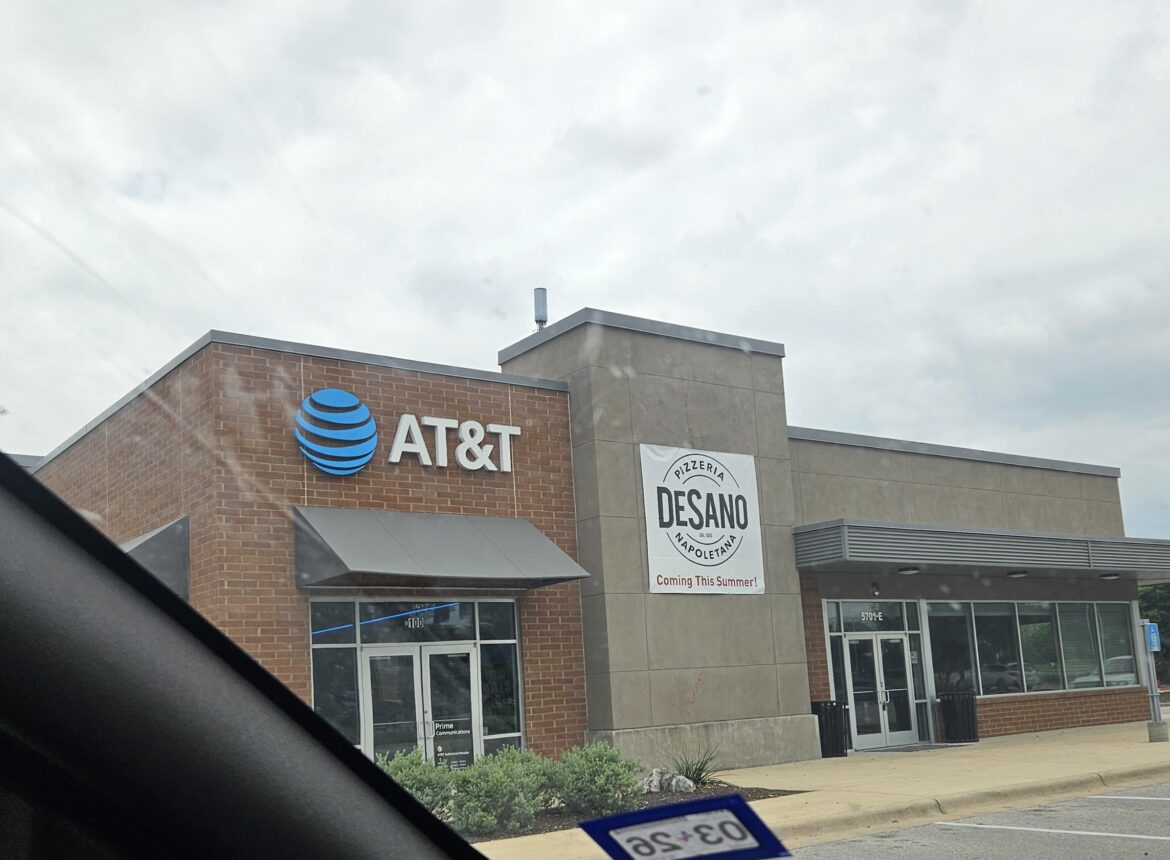 AT&T
PIZZERIA
DESANO
NAPOLETANA
Coming This Summer!
100
Prime
Communications
5701-E
03•26